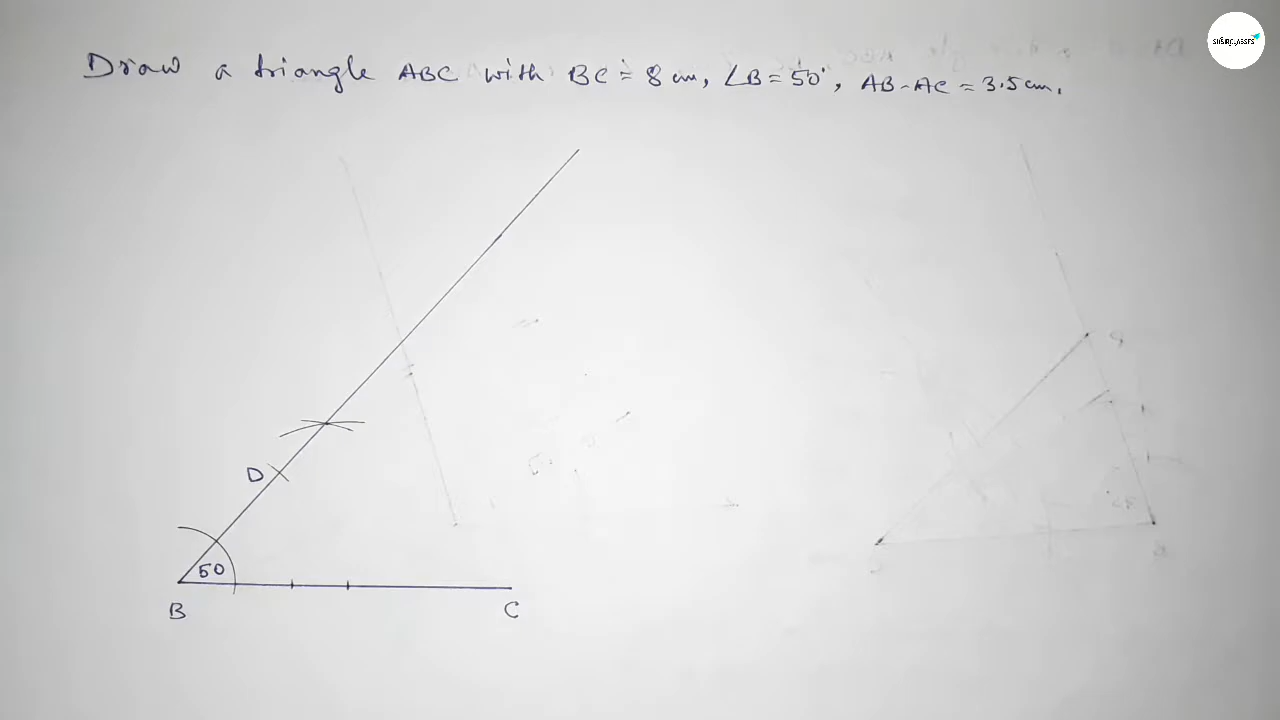 Draw a triangle ABC with BC = 8 cm, ∠B = 50°, AB-AC = 3.5 cm.
D
50
B C